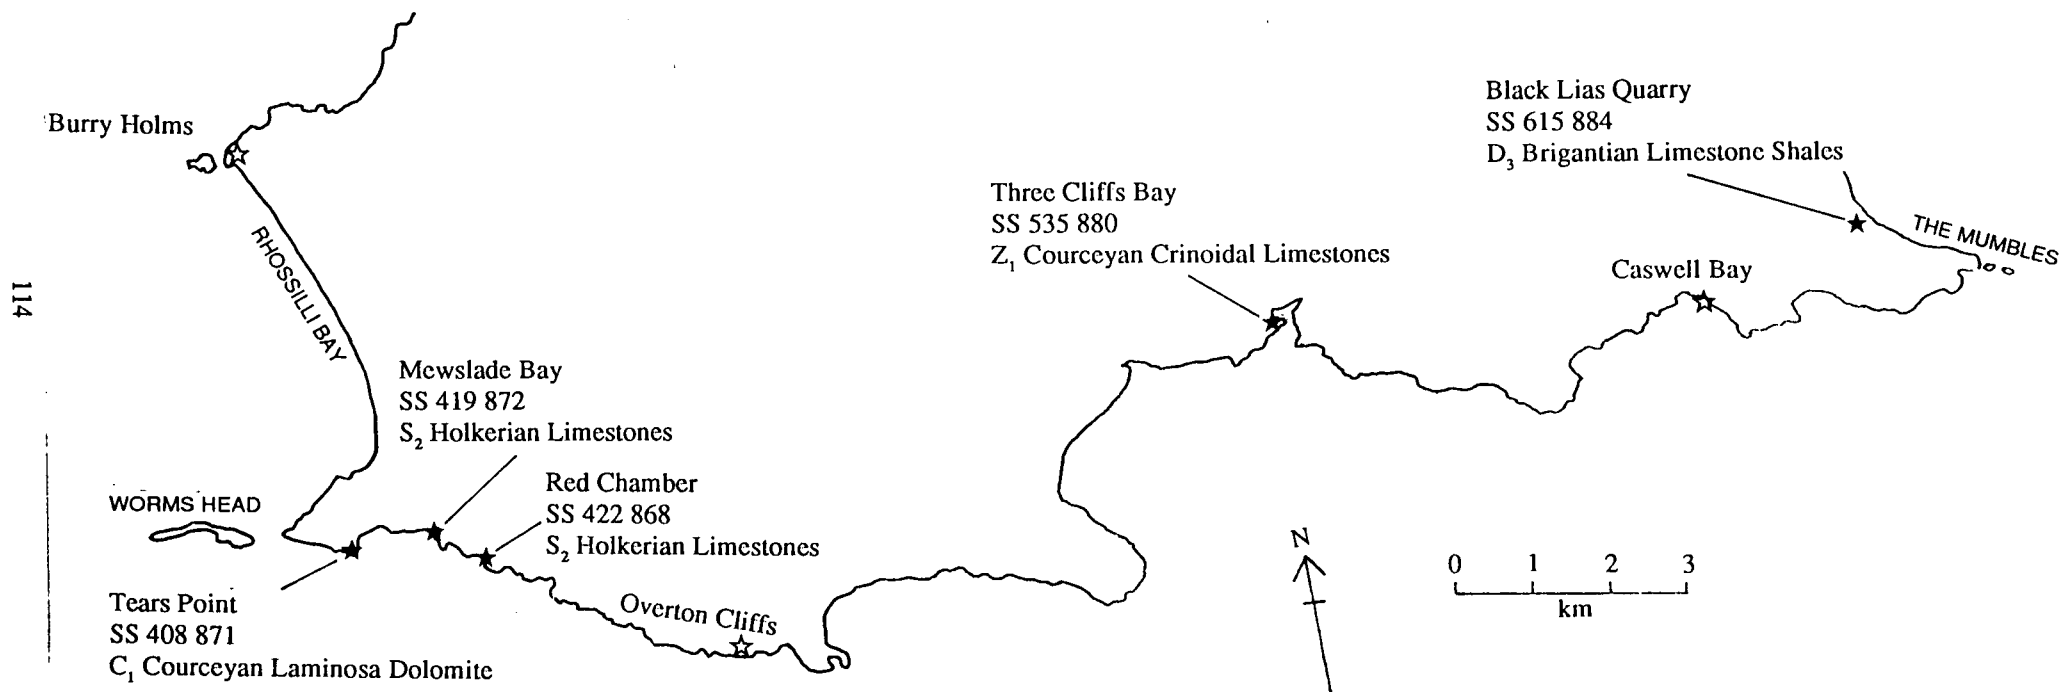 Burry Holms
RHOSSILLI BAY
114
WORMS HEAD
Mewslade Bay
SS 419 872
S₂ Holkerian Limestones
Red Chamber
SS 422 868
S₂ Holkerian Limestones
Tears Point
SS 408 871
C₁ Courceyan Laminosa Dolomite
Overton Cliffs
Three Cliffs Bay
SS 535 880
Z₁ Courceyan Crinoidal Limestones
Black Lias Quarry
SS 615 884
D₃ Brigantian Limestone Shales
THE MUMBLES
Caswell Bay
N
0 1 2 3
km